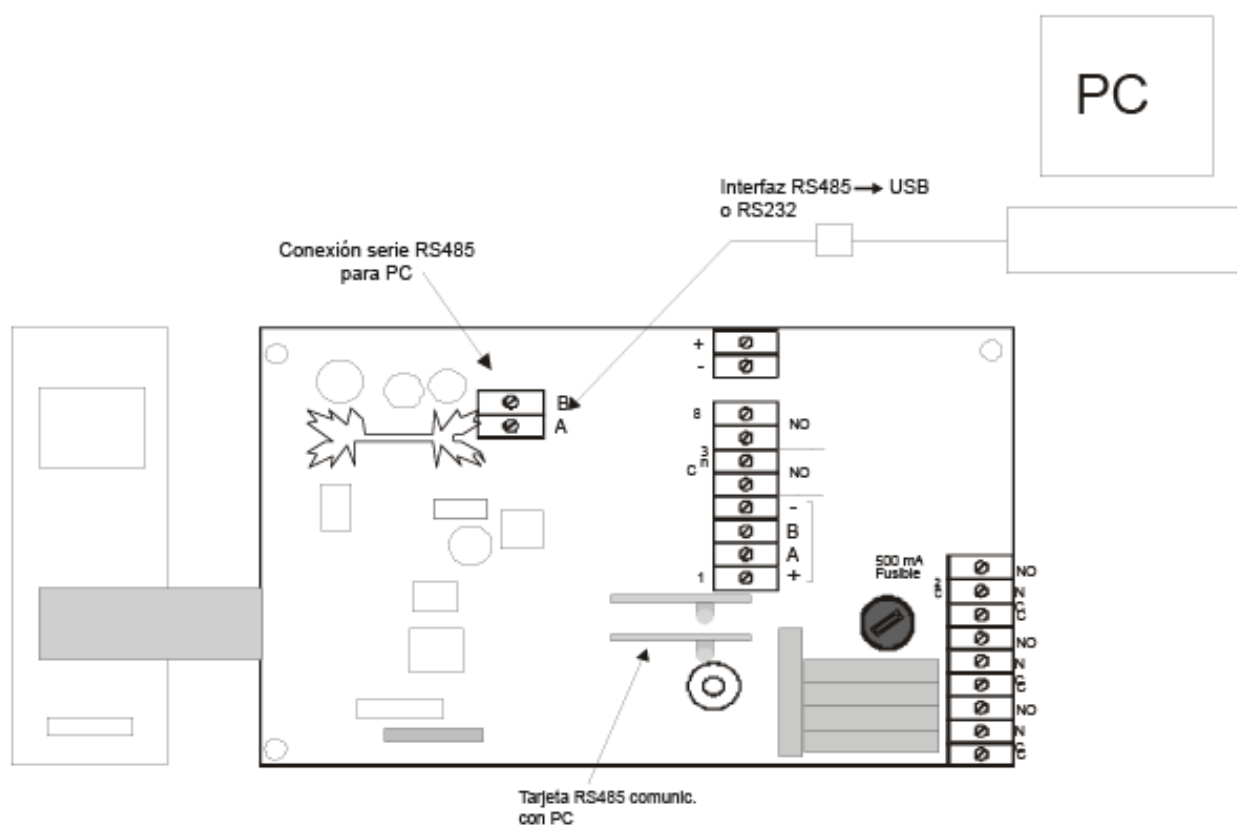 PC
Interfaz RS485 → USB
o RS232
Conexión serie RS485
para PC
+
-
B
A
8
NO
3
C
NO
-
B
A
1
+
500 mA
Fusible
NO
N
C
C
NO
N
C
C
NO
N
C
C
Tarjeta RS485 comunic.
con PC